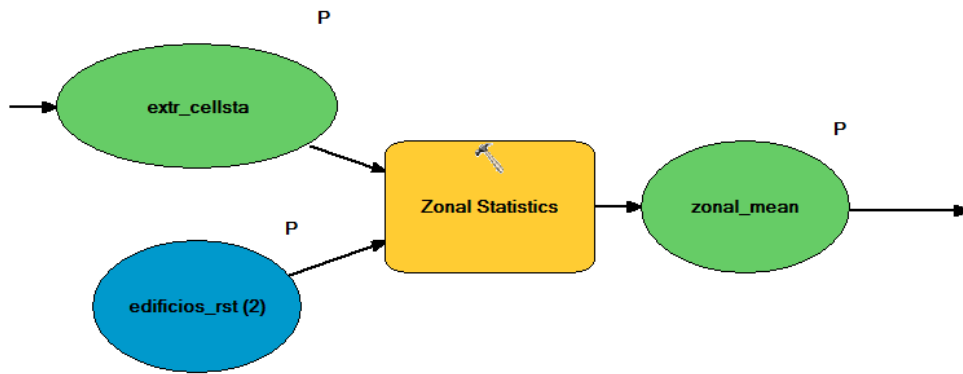 P
extr_cellsta
P
Zonal Statistics
zonal_mean
P
edificios_rst (2)